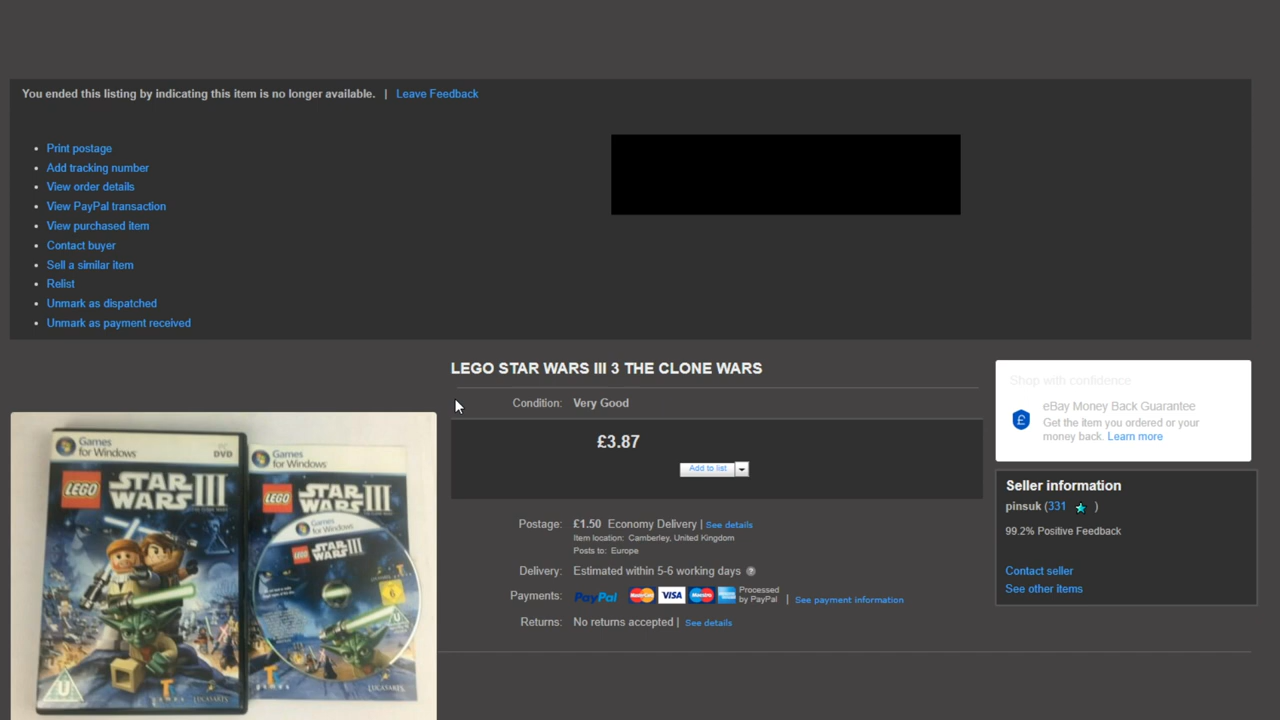 You ended this listing by indicating this item is no longer available. | Leave Feedback
Print postage
Add tracking number
View order details
View PayPal transaction
View purchased item
Contact buyer
Sell a similar item
Relist
Unmark as dispatched
Unmark as payment received
LEGO STAR WARS III 3 THE CLONE WARS
Condition: Very Good
£3.87
Add to list
Postage: £1.50 Economy Delivery | See details
Item location: Camberley, United Kingdom
Posts to: Europe
Delivery: Estimated within 5-6 working days ?
Payments: PayPal MasterCard VISA Maestro Processed by PayPal | See payment information
Returns: No returns accepted | See details
Shop with confidence
eBay Money Back Guarantee
Get the item you ordered or your
money back. Learn more
Seller information
pinsuk (331 )
99.2% Positive Feedback
Contact seller
See other items
Games
for Windows
PC
DVD
LEGO STAR WARS III
U
LUCASARTS
Games
for Windows
LEGO STAR WARS III
Games
for Windows
LEGO STAR WARS III
6
U
games
LUCASARTS